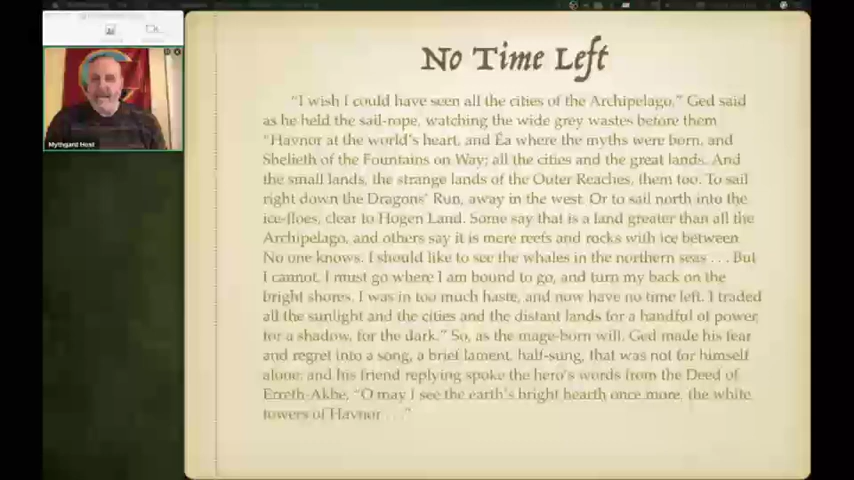 No Time Left
"I wish I could have seen all the cities of the Archipelago," Ged said
as he held the sail-rope, watching the wide grey wastes before them
"Havnor at the world's heart, and Éa where the myths were born, and
Shelieth of the Fountains on Way; all the cities and the great lands. And
the small lands, the strange lands of the Outer Reaches, them too. To sail
right down the Dragons' Run, away in the west. Or to sail north into the
ice-floes, clear to Hogen Land. Some say that is a land greater than all the
Archipelago, and others say it is mere reefs and rocks with ice between
No one knows. I should like to see the whales in the northern seas . . . But
I cannot. I must go where I am bound to go, and turn my back on the
bright shores. I was in too much haste, and now have no time left. I traded
all the sunlight and the cities and the distant lands for a handful of power,
for a shadow, for the dark." So, as the mage-born will, Ged made his fear
and regret into a song, a brief lament, half-sung, that was not for himself
alone; and his friend replying spoke the hero's words from the Deed of
Erreth-Akbe, "O may I see the earth's bright hearth once more, the white
towers of Havnor . . ."
Mythgard Host